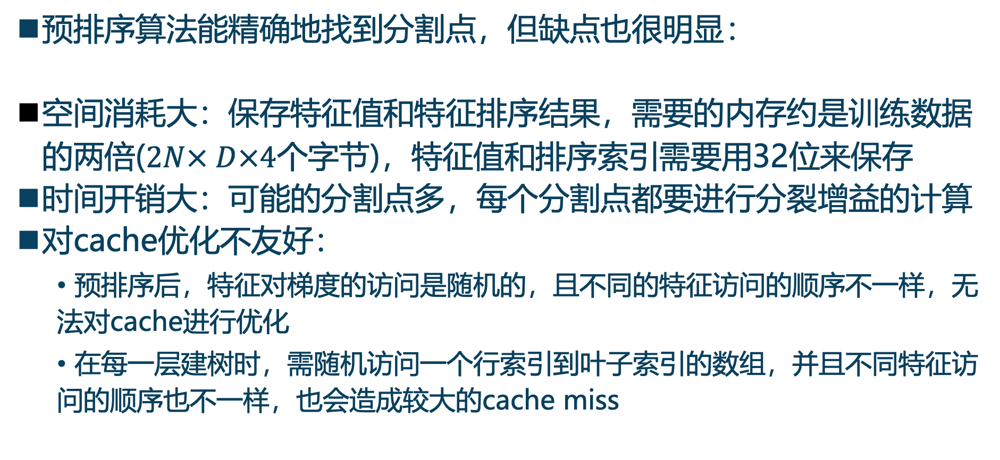 ■预排序算法能精确地找到分割点，但缺点也很明显：
■空间消耗大：保存特征值和特征排序结果，需要的内存约是训练数据
的两倍(2N× D×4个字节)，特征值和排序索引需要用32位来保存
■时间开销大：可能的分割点多，每个分割点都要进行分裂增益的计算
■对cache优化不友好：
• 预排序后，特征对梯度的访问是随机的，且不同的特征访问的顺序不一样，无
法对cache进行优化
• 在每一层建树时，需随机访问一个行索引到叶子索引的数组，并且不同特征访
问的顺序也不一样，也会造成较大的cache miss